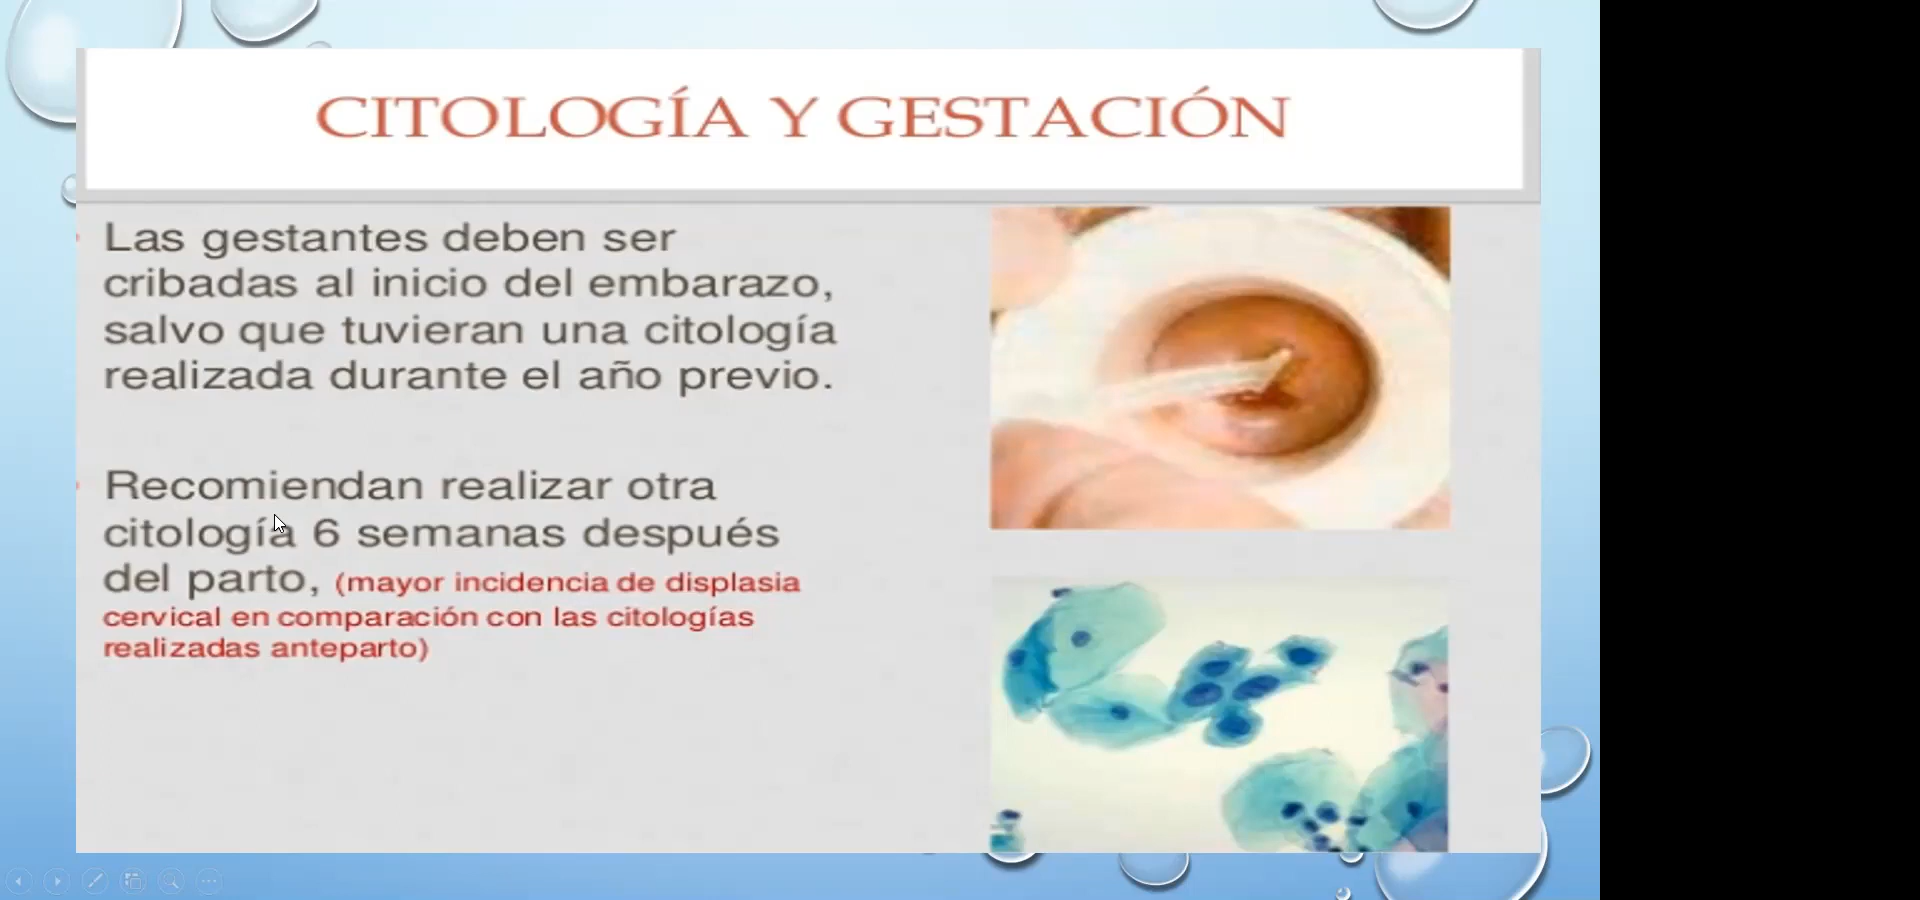 CITOLOGÍA Y GESTACIÓN
Las gestantes deben ser
cribadas al inicio del embarazo,
salvo que tuvieran una citología
realizada durante el año previo.
Recomiendan realizar otra
citología 6 semanas después
del parto, (mayor incidencia de displasia
cervical en comparación con las citologías
realizadas anteparto)